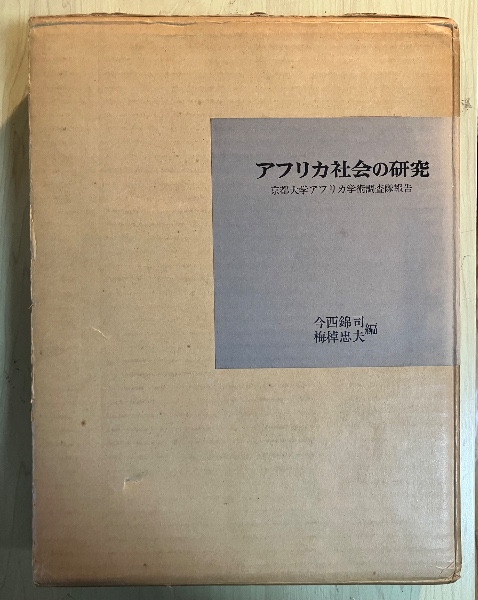 アフリカ社会の研究
京都大学アフリカ学術調査隊報告
今西錦司
梅棹忠夫 編